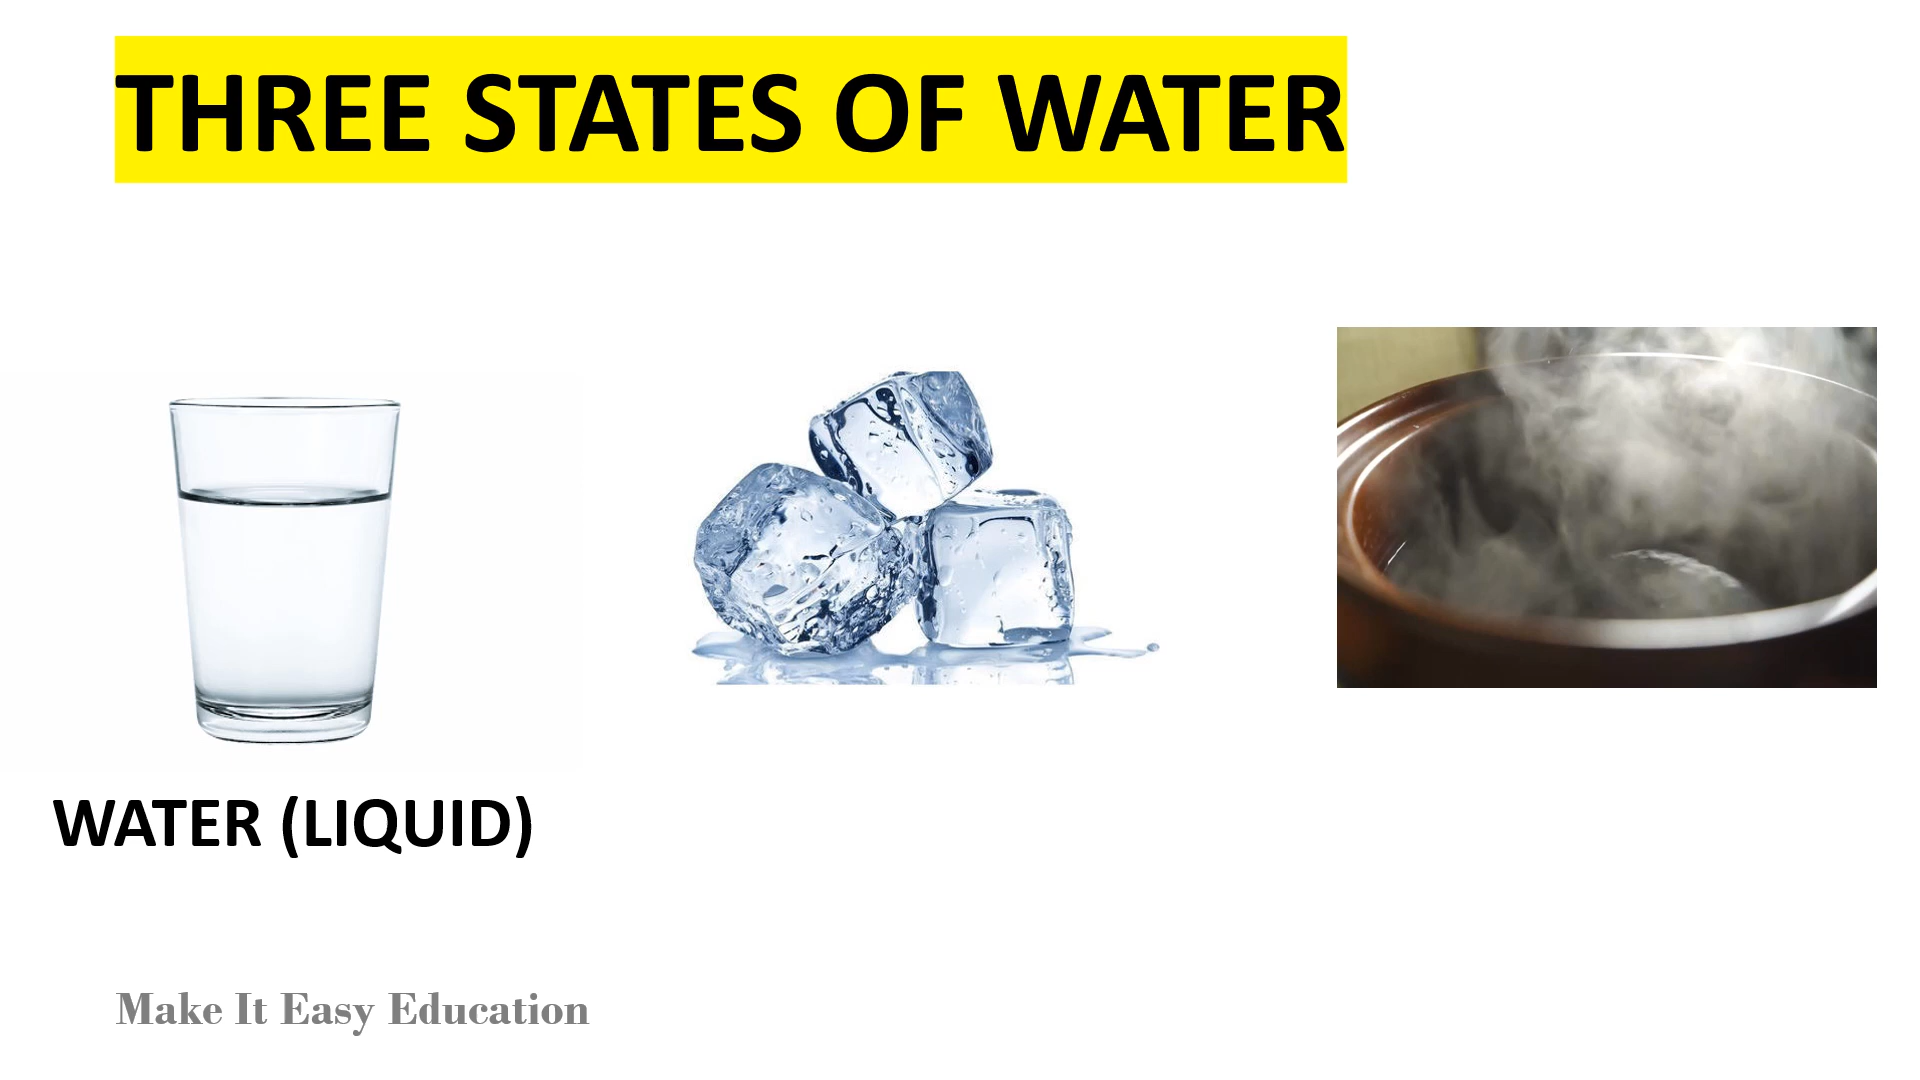 THREE STATES OF WATER
WATER (LIQUID)
Make It Easy Education